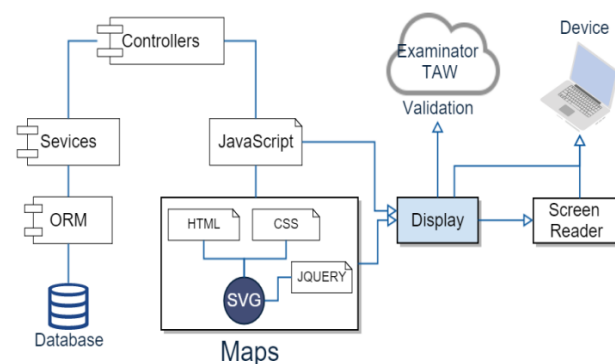 Controllers
Examinator
TAW
Validation
Device
Sevices
JavaScript
ORM
HTML
CSS
JQUERY
SVG
Display
Screen
Reader
Database
Maps